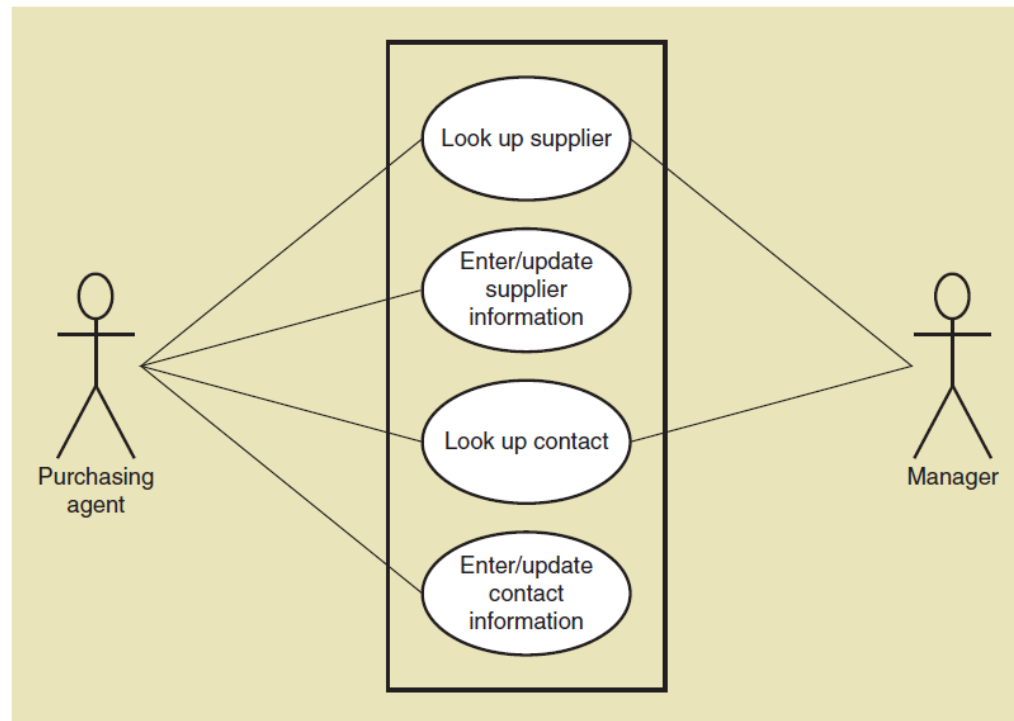 Look up supplier
Enter/update
supplier
information
Look up contact
Enter/update
contact
information
Purchasing
agent
Manager